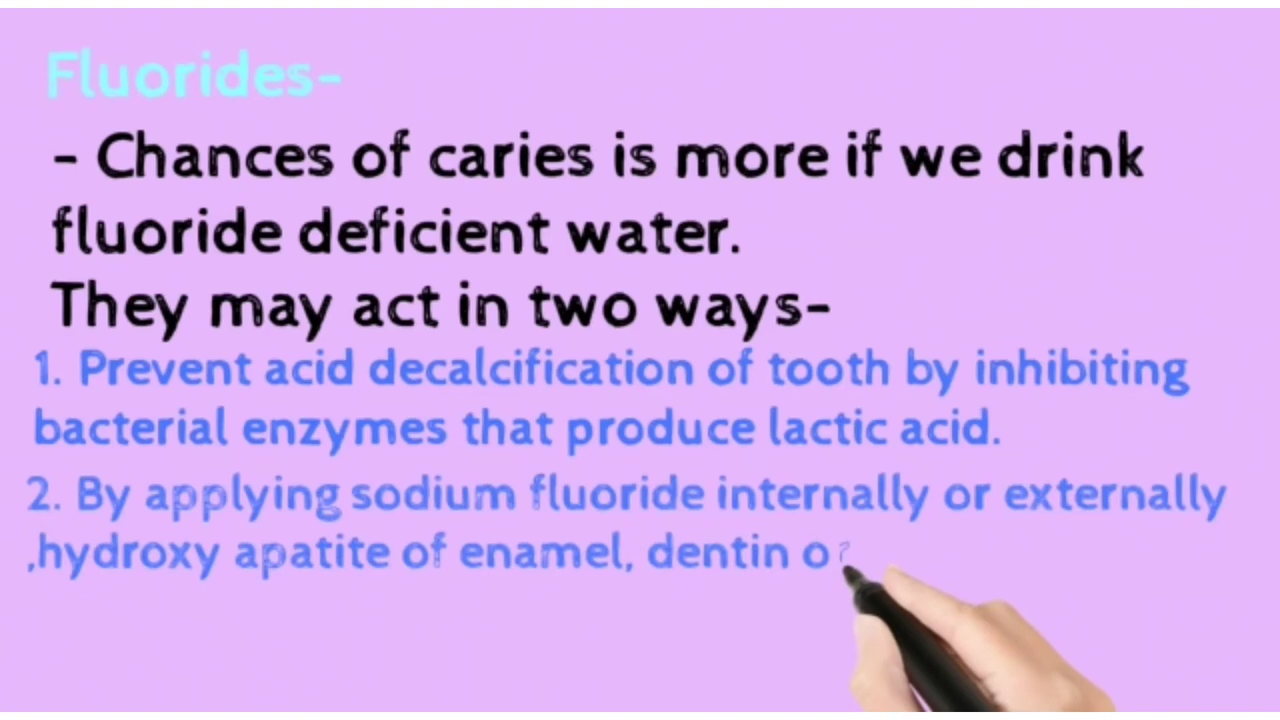 Fluorides-
- Chances of caries is more if we drink
fluoride deficient water.
They may act in two ways-
1. Prevent acid decalcification of tooth by inhibiting
bacterial enzymes that produce lactic acid.
2. By applying sodium fluoride internally or externally
,hydroxy apatite of enamel, dentin o